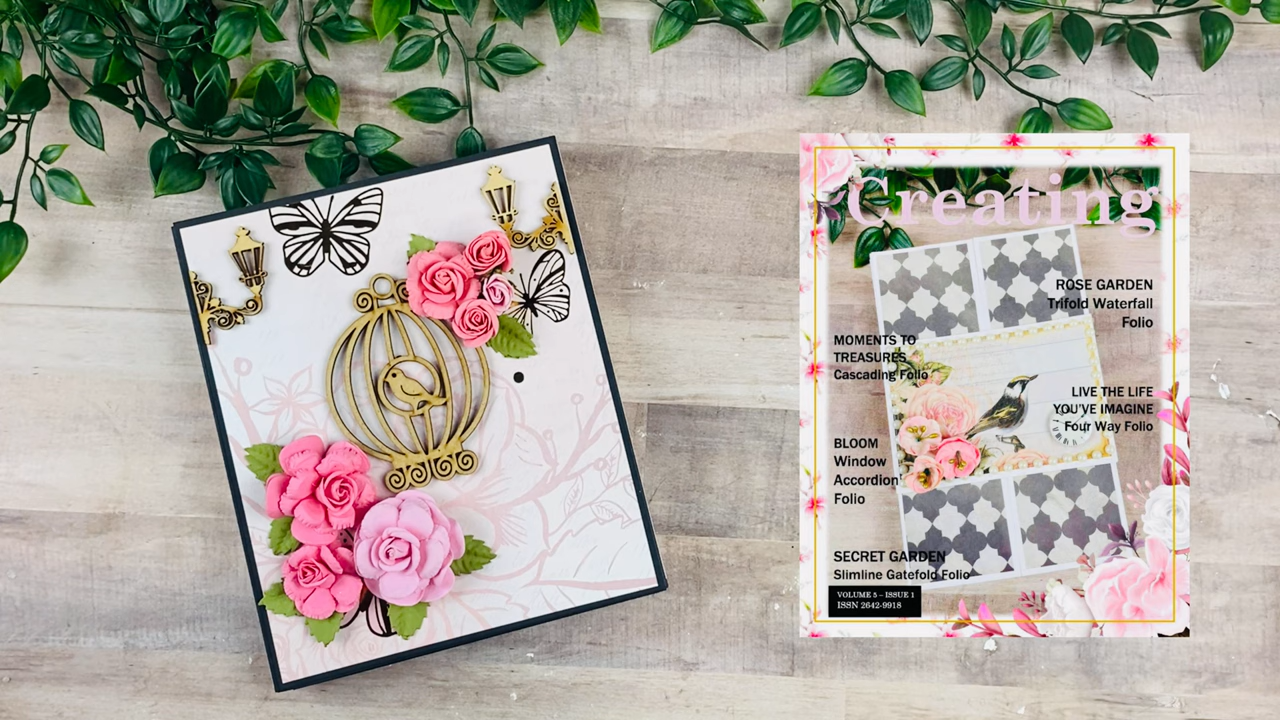 Creating
ROSE GARDEN
Trifold Waterfall
Folio
MOMENTS TO
TREASURES
Cascading Folio
LIVE THE LIFE
YOU'VE IMAGINE
Four Way Folio
BLOOM
Window
Accordion
Folio
SECRET GARDEN
Slimline Gatefold Folio
VOLUME 5 – ISSUE 1
ISSN 2642-9918